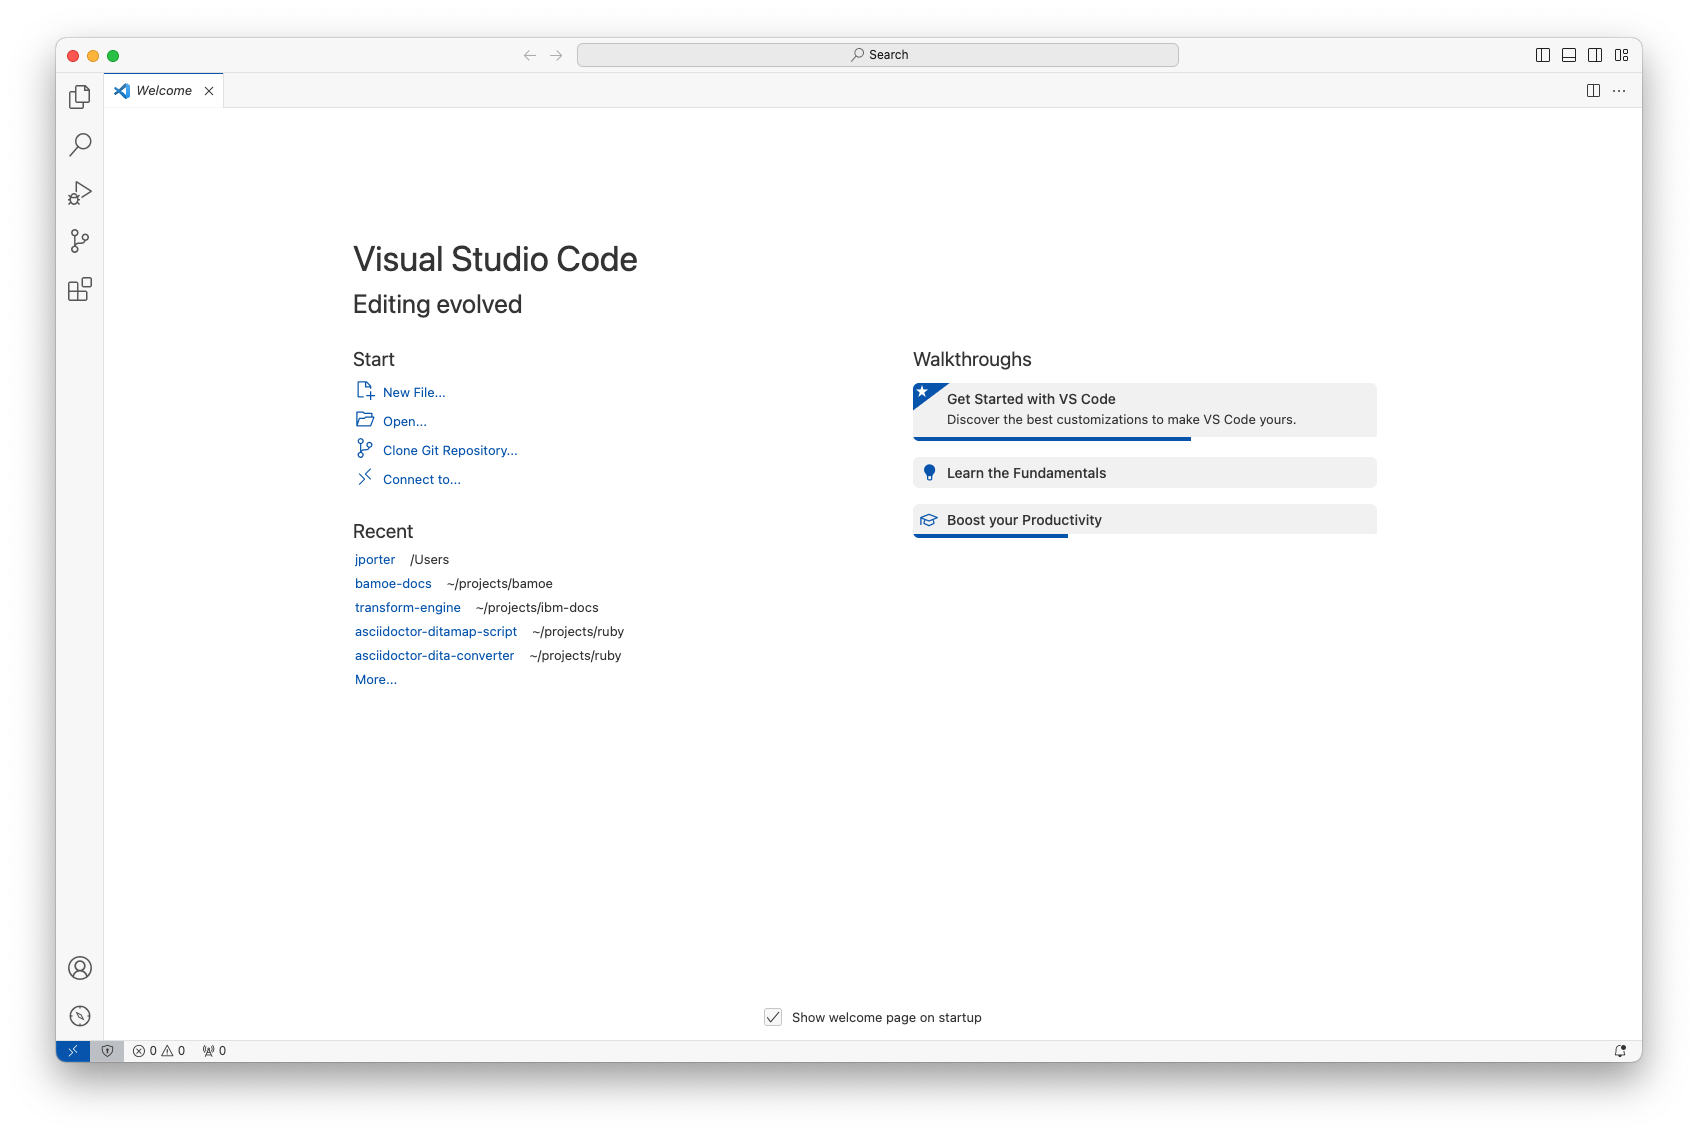 Search
Welcome
Visual Studio Code
Editing evolved
Start
New File...
Open...
Clone Git Repository...
Connect to...
Recent
jporter /Users
bamoe-docs ~/projects/bamoe
transform-engine ~/projects/ibm-docs
asciidoctor-ditamap-script ~/projects/ruby
asciidoctor-dita-converter ~/projects/ruby
More...
Walkthroughs
Get Started with VS Code
Discover the best customizations to make VS Code yours.
Learn the Fundamentals
Boost your Productivity
Show welcome page on startup
0 0 0